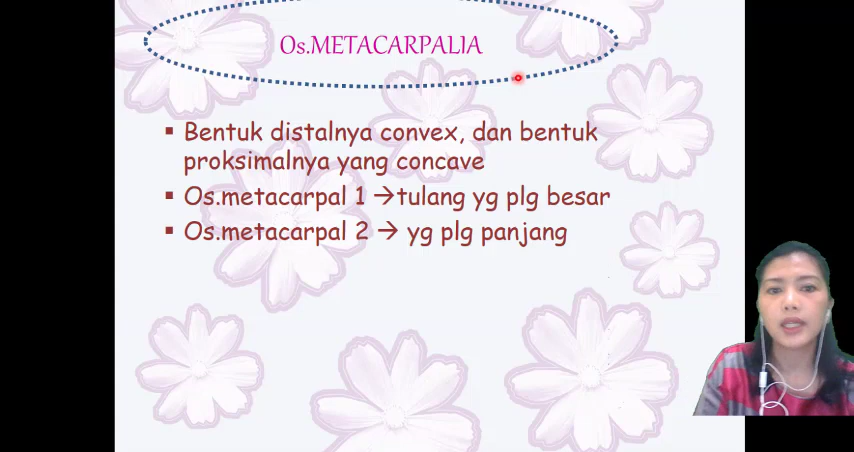 Os.METACARPALIA
▪ Bentuk distalnya convex, dan bentuk
proksimalnya yang concave
▪ Os.metacarpal 1 →tulang yg plg besar
▪ Os.metacarpal 2 → yg plg panjang